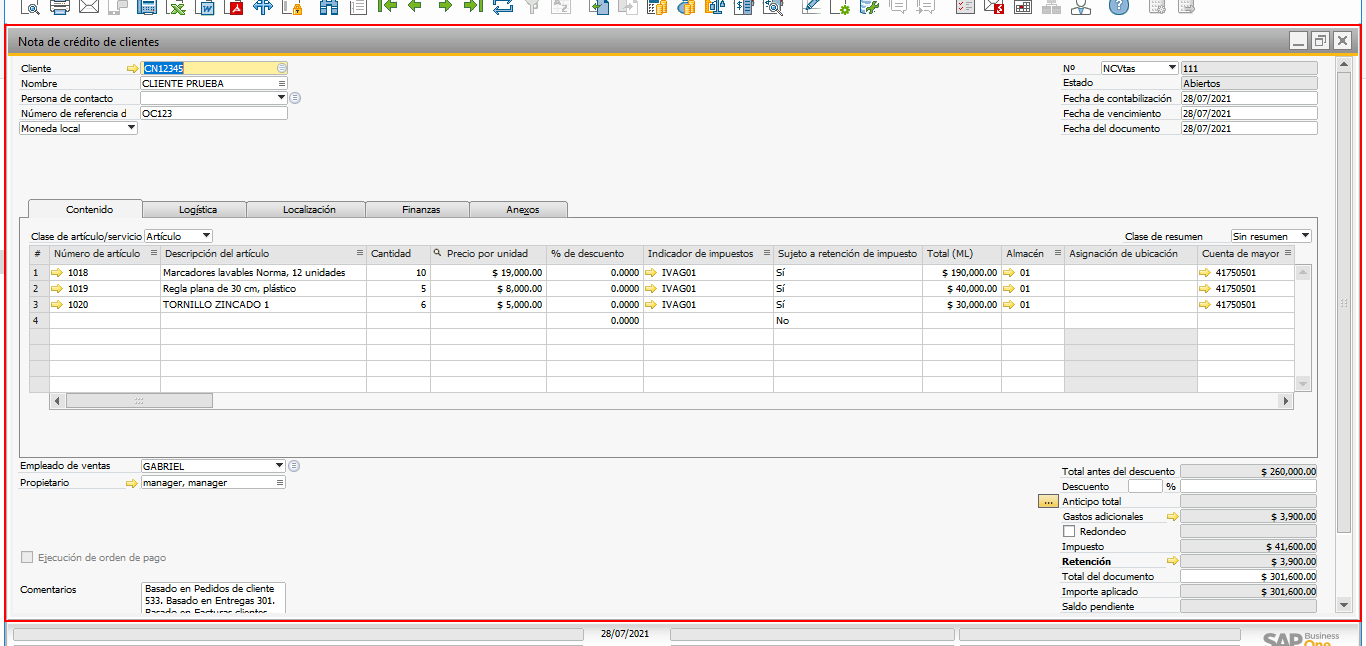 Nota de crédito de clientes
Cliente CN12345 Nº NCVtas 111
Nombre CLIENTE PRUEBA Estado Abiertos
Persona de contacto Fecha de contabilización 28/07/2021
Número de referencia d OC123 Fecha de vencimiento 28/07/2021
Moneda local Fecha del documento 28/07/2021
Contenido Logística Localización Finanzas Anexos
Clase de artículo/servicio Artículo Clase de resumen Sin resumen
# Número de artículo Descripción del artículo Cantidad Precio por unidad % de descuento Indicador de impuestos Sujeto a retención de impuesto Total (ML) Almacén Asignación de ubicación Cuenta de mayor
1 1018 Marcadores lavables Norma, 12 unidades 10 $ 19,000.00 0.0000 IVAG01 Sí $ 190,000.00 01 41750501
2 1019 Regla plana de 30 cm, plástico 5 $ 8,000.00 0.0000 IVAG01 Sí $ 40,000.00 01 41750501
3 1020 TORNILLO ZINCADO 1 6 $ 5,000.00 0.0000 IVAG01 Sí $ 30,000.00 01 41750501
4 0.0000 No
Empleado de ventas GABRIEL
Propietario manager, manager
Total antes del descuento $ 260,000.00
Descuento %
... Anticipo total
Gastos adicionales $ 3,900.00
Redondeo
Impuesto $ 41,600.00
Ejecución de orden de pago
Retención $ 3,900.00
Total del documento $ 301,600.00
Comentarios Basado en Pedidos de cliente
533. Basado en Entregas 301.
Basado en Facturas clientes
Importe aplicado $ 301,600.00
Saldo pendiente
28/07/2021
SAP Business
One